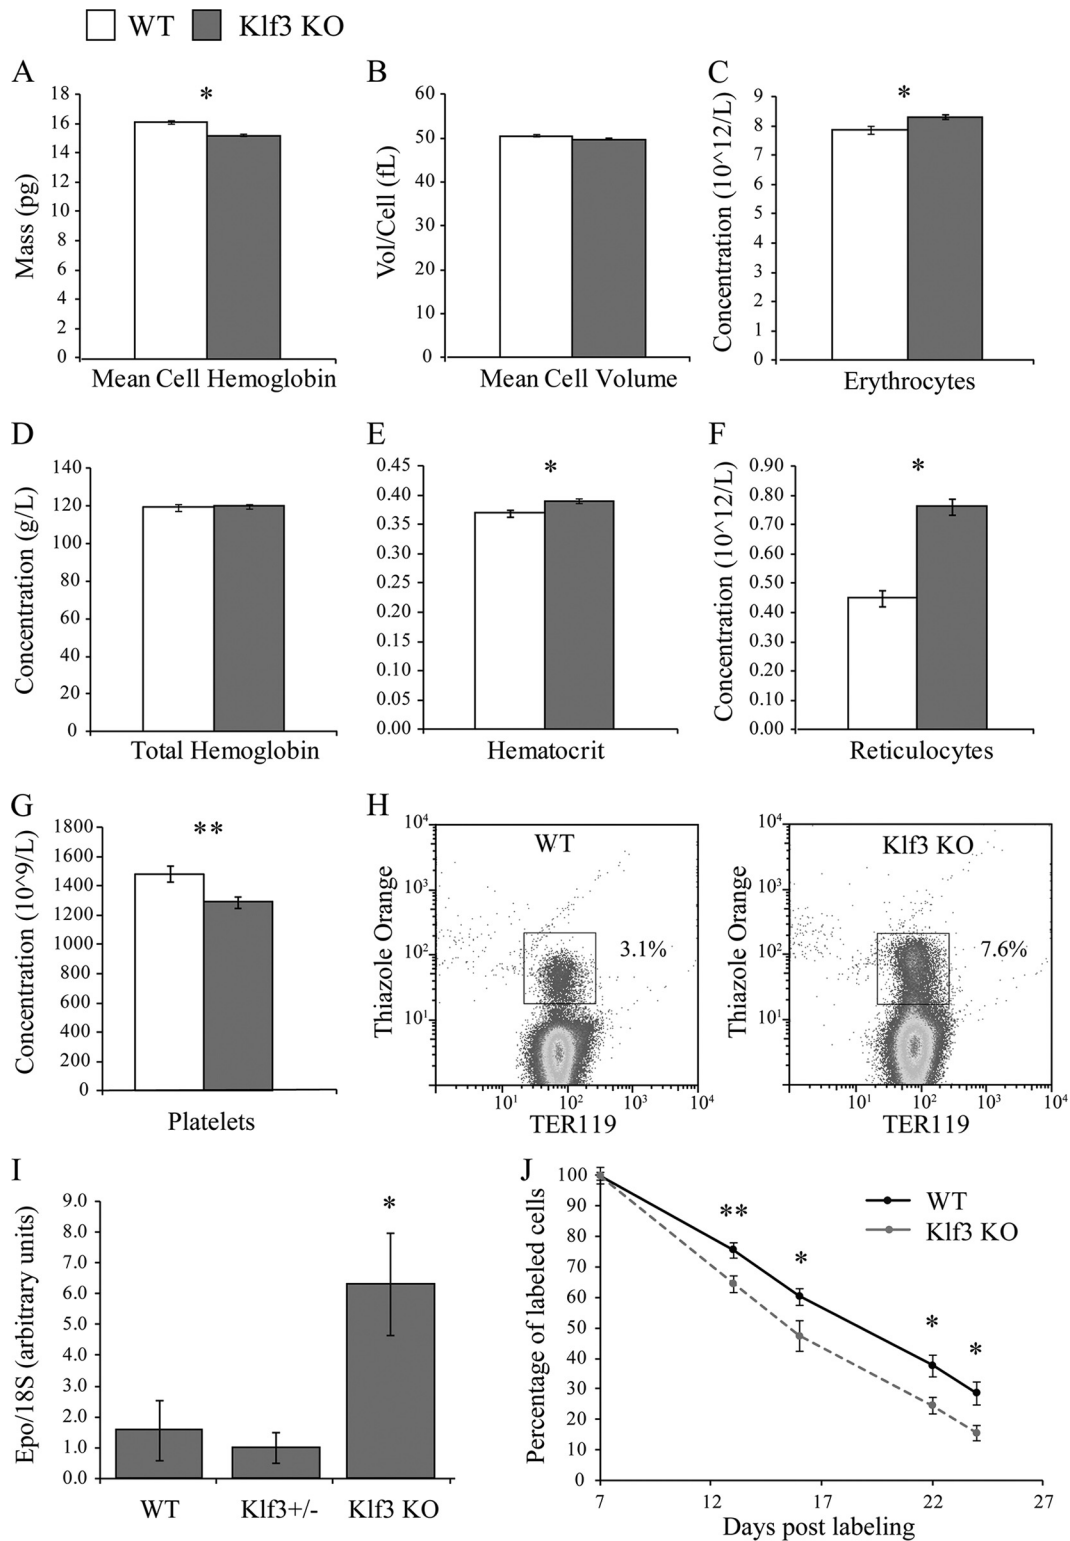 WT Klf3 KO
A
18
16
14
12
16
10
8
6
4
2
0
Mass (pg)
*
Mean Cell Hemoglobin
B
60
50
40
30
20
10
0
Vol/Cell (fL)
Mean Cell Volume
C
9
8
7
6
5
4
3
2
1
0
Concentration (10^12/L)
*
Erythrocytes
D
140
120
100
80
60
40
20
0
Concentration (g/L)
Total Hemoglobin
E
0.45
0.40
0.35
0.30
0.25
0.20
0.15
0.10
0.05
0.00
*
Hematocrit
F
0.90
0.80
0.70
0.60
0.50
0.40
0.30
0.20
0.10
0.00
Concentration (10^12/L)
*
Reticulocytes
G
1800
1600
1400
1200
1000
800
600
400
200
0
Concentration (10^9/L)
**
Platelets
H
10^4
10^3
10^2
10^1
Thiazole Orange
WT
3.1%
10^1 10^2 10^3 10^4
TER119
10^4
10^3
10^2
10^1
Thiazole Orange
Klf3 KO
7.6%
10^1 10^2 10^3 10^4
TER119
I
9.0
8.0
7.0
6.0
5.0
4.0
3.0
2.0
1.0
0.0
Epo/18S (arbitrary units)
*
WT Klf3+/- Klf3 KO
J
100
90
80
70
60
50
40
30
20
10
0
Percentage of labeled cells
WT
Klf3 KO
**
*
*
*
7 12 17 22 27
Days post labeling